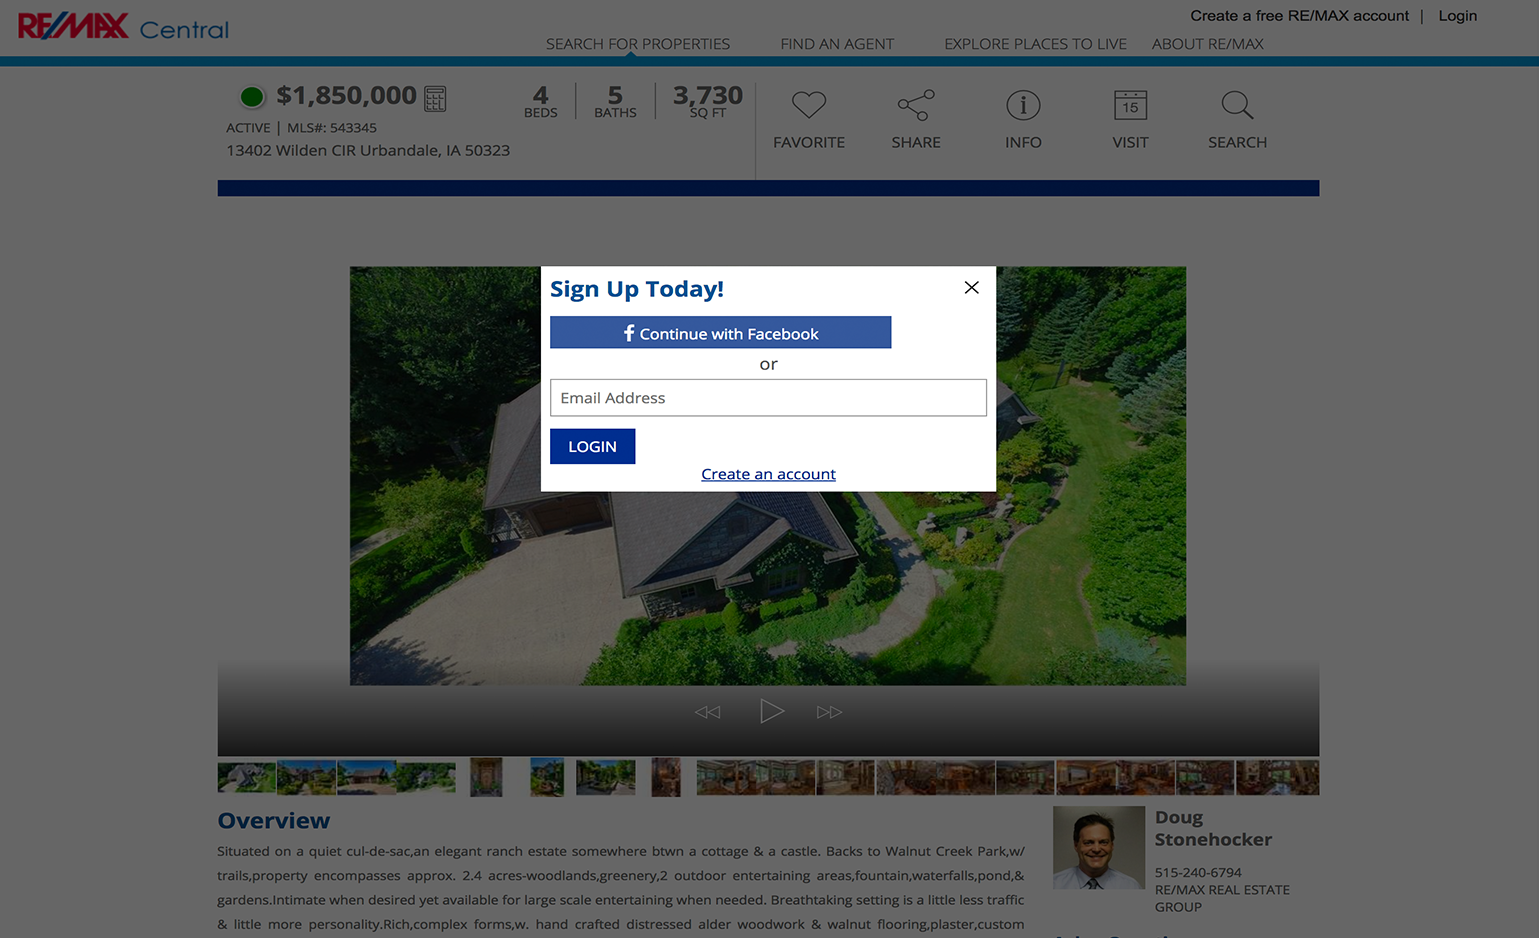 RE/MAX Central
Create a free RE/MAX account | Login
SEARCH FOR PROPERTIES FIND AN AGENT EXPLORE PLACES TO LIVE ABOUT RE/MAX
$1,850,000
ACTIVE | MLS#: 543345
13402 Wilden CIR Urbandale, IA 50323
4 5 3,730
BEDS BATHS SQ FT
15
FAVORITE SHARE INFO VISIT SEARCH
Sign Up Today!
Continue with Facebook
or
Email Address
LOGIN
Create an account
Overview
Situated on a quiet cul-de-sac,an elegant ranch estate somewhere btwn a cottage & a castle. Backs to Walnut Creek Park,w/
trails,property encompasses approx. 2.4 acres-woodlands,greenery,2 outdoor entertaining areas,fountain,waterfalls,pond,&
gardens.Intimate when desired yet available for large scale entertaining when needed. Breathtaking setting is a little less traffic
& little more personality.Rich,complex forms,w. hand crafted distressed alder woodwork & walnut flooring,plaster,custom
Doug
Stonehocker
515-240-6794
RE/MAX REAL ESTATE
GROUP